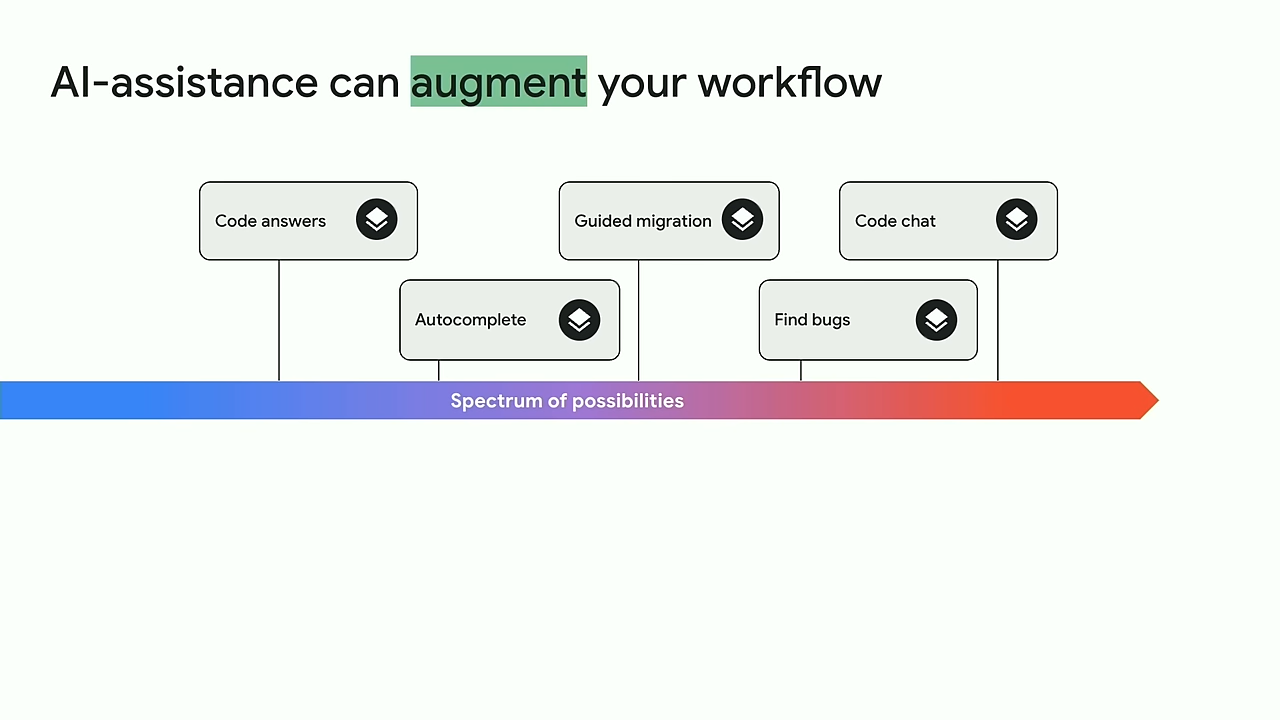 AI-assistance can augment your workflow
Code answers
Guided migration
Code chat
Autocomplete
Find bugs
Spectrum of possibilities